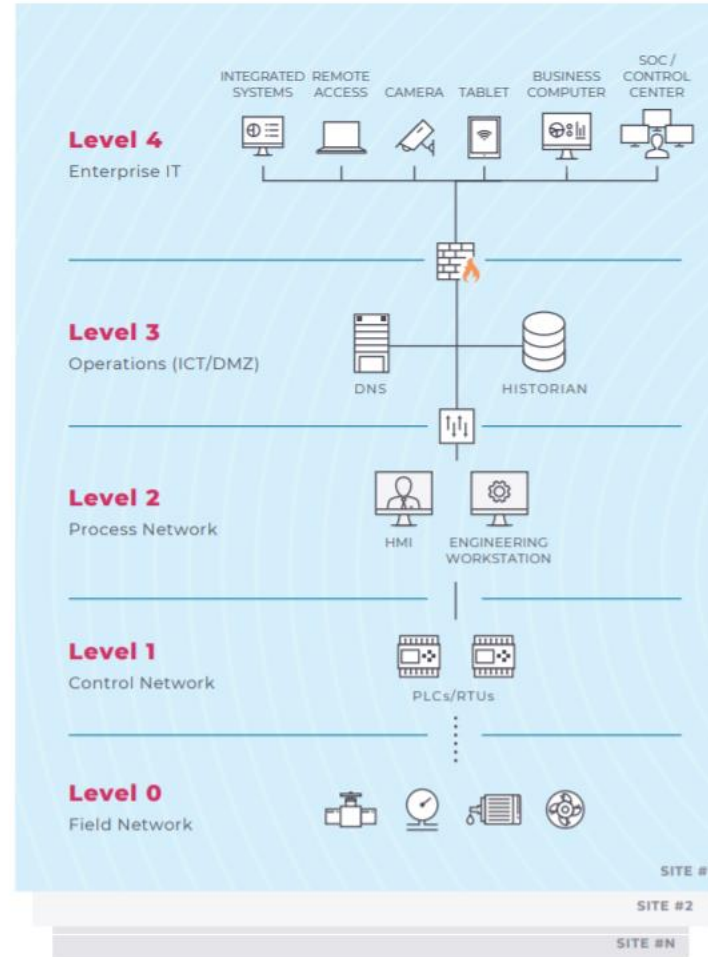 SOC /
INTEGRATED REMOTE BUSINESS CONTROL
SYSTEMS ACCESS CAMERA TABLET COMPUTER CENTER
Level 4
Enterprise IT
Level 3
Operations (ICT/DMZ)
DNS HISTORIAN
Level 2
Process Network
HMI ENGINEERING
WORKSTATION
Level 1
Control Network
PLCs/RTUs
Level 0
Field Network
SITE #
SITE #2
SITE #N